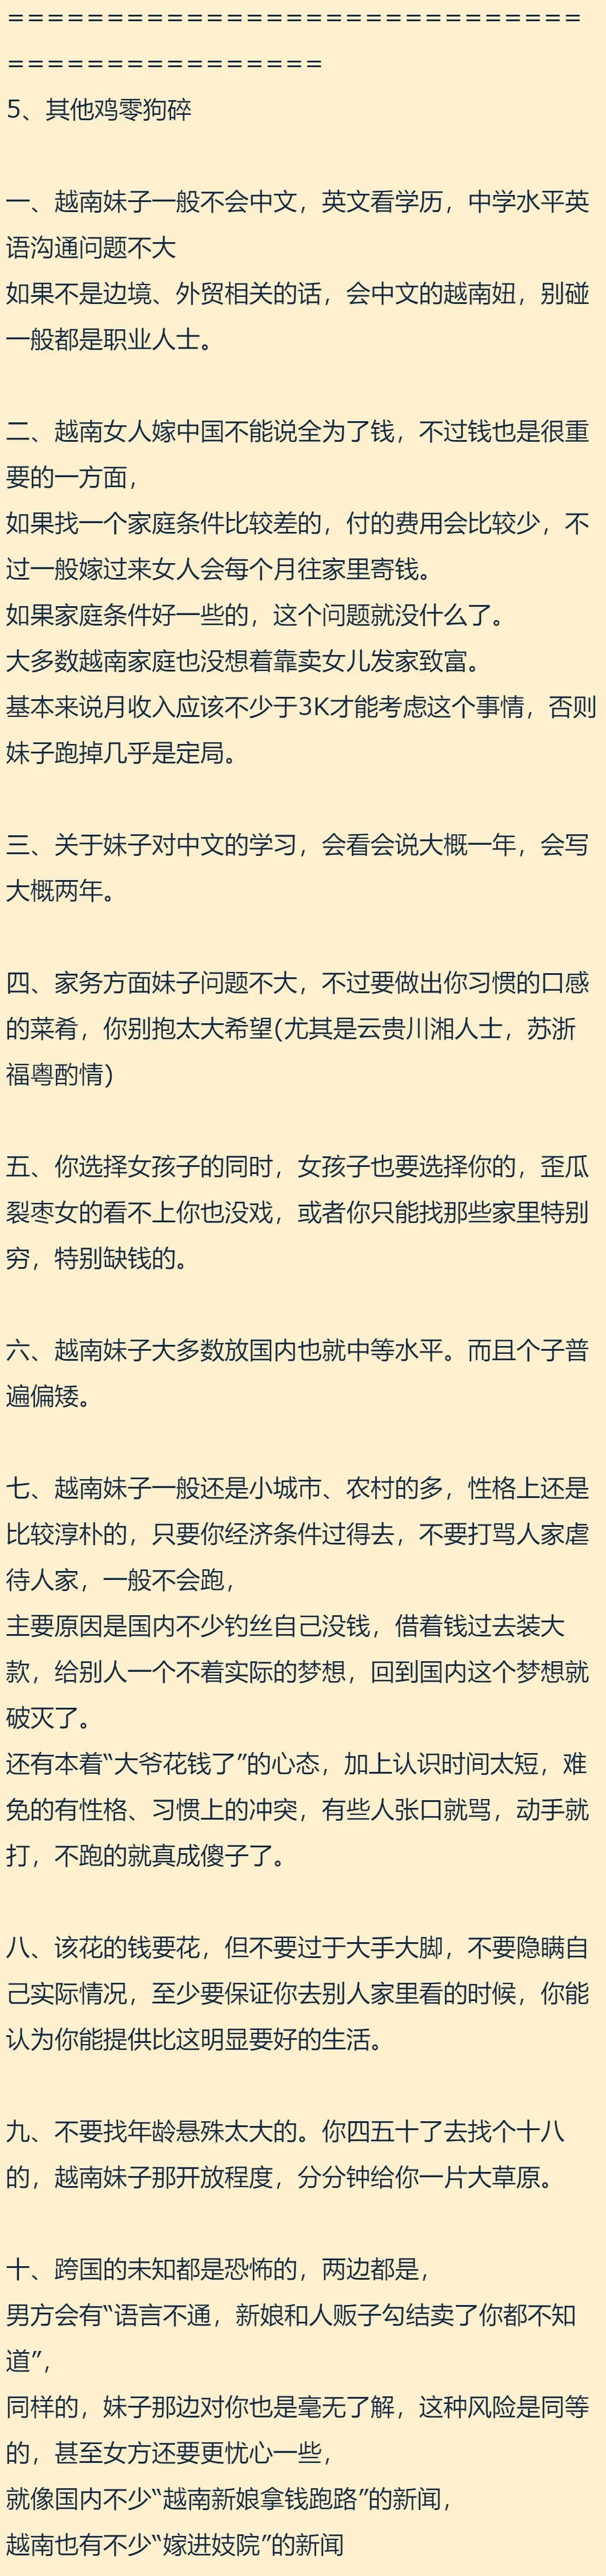 =============================
================
5、其他鸡零狗碎
一、越南妹子一般不会中文，英文看学历，中学水平英
语沟通问题不大
如果不是边境、外贸相关的话，会中文的越南妞，别碰
一般都是职业人士。
二、越南女人嫁中国不能说全为了钱，不过钱也是很重
要的一方面，
如果找一个家庭条件比较差的，付的费用会比较少，不
过一般嫁过来女人会每个月往家里寄钱。
如果家庭条件好一些的，这个问题就没什么了。
大多数越南家庭也没想着靠卖女儿发家致富。
基本来说月收入应该不少于3K才能考虑这个事情，否则
妹子跑掉几乎是定局。
三、关于妹子对中文的学习，会看会说大概一年，会写
大概两年。
四、家务方面妹子问题不大，不过要做出你习惯的口感
的菜肴，你别抱太大希望(尤其是云贵川湘人士，苏浙
福粤酌情)
五、你选择女孩子的同时，女孩子也要选择你的，歪瓜
裂枣女的看不上你也没戏，或者你只能找那些家里特别
穷，特别缺钱的。
六、越南妹子大多数放国内也就中等水平。而且个子普
遍偏矮。
七、越南妹子一般还是小城市、农村的多，性格上还是
比较淳朴的，只要你经济条件过得去，不要打骂人家虐
待人家，一般不会跑，
主要原因是国内不少钓丝自己没钱，借着钱过去装大
款，给别人一个不着实际的梦想，回到国内这个梦想就
破灭了。
还有本着“大爷花钱了”的心态，加上认识时间太短，难
免的有性格、习惯上的冲突，有些人张口就骂，动手就
打，不跑的就真成傻子了。
八、该花的钱要花，但不要过于大手大脚，不要隐瞒自
己实际情况，至少要保证你去别人家里看的时候，你能
认为你能提供比这明显要好的生活。
九、不要找年龄悬殊太大的。你四五十了去找个十八
的，越南妹子那开放程度，分分钟给你一片大草原。
十、跨国的未知都是恐怖的，两边都是，
男方会有“语言不通，新娘和人贩子勾结卖了你都不知
道”，
同样的，妹子那边对你也是毫无了解，这种风险是同等
的，甚至女方还要更忧心一些，
就像国内不少“越南新娘拿钱跑路”的新闻，
越南也有不少“嫁进妓院”的新闻